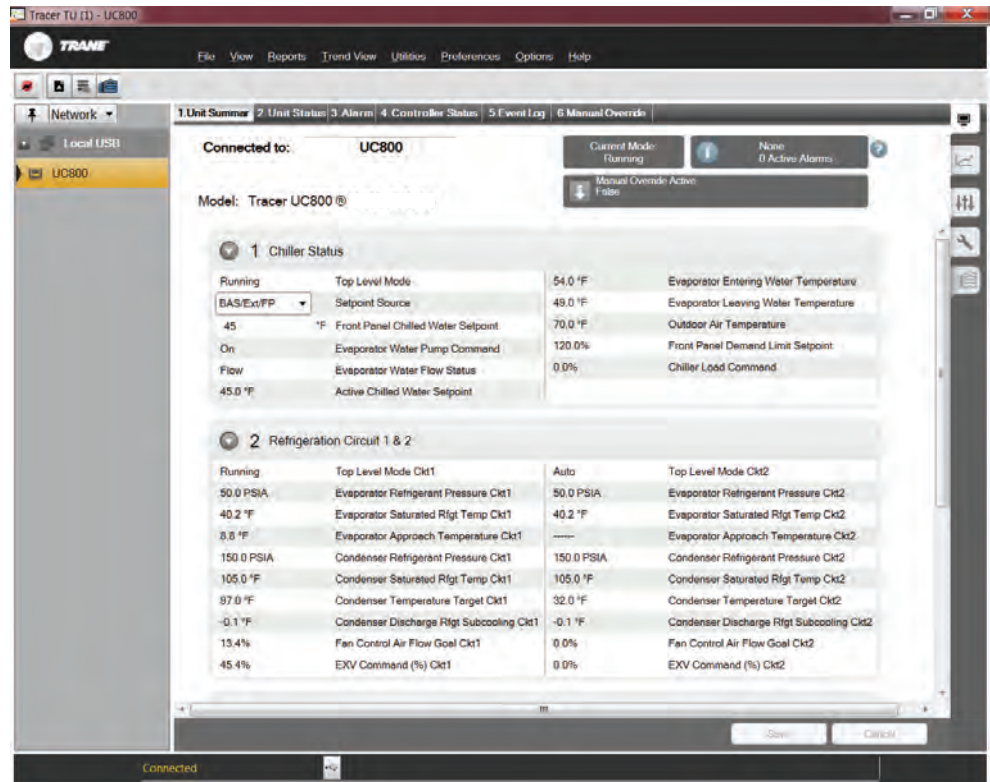 Tracer TU (1) - UC800
TRANE
File View Reports Trend View Utilities Preferences Options Help
Network
1.Unit Summar 2 Unit Status 3 Alarm 4 Controller Status 5 Event Log 6 Manual Override
Local USB
UC800
Connected to: UC800
Current Mode:
Running
None
0 Active Alarms
Manual Override Active
False
Model: Tracer UC800 ®
1 Chiller Status
Running Top Level Mode 54.0 °F Evaporator Entering Water Temperature
BAS/Ext/FP Setpoint Source 49.0 °F Evaporator Leaving Water Temperature
45 °F Front Panel Chilled Water Setpoint 70.0 °F Outdoor Air Temperature
On Evaporator Water Pump Command 120.0% Front Panel Demand Limit Setpoint
Flow Evaporator Water Flow Status 0.0% Chiller Load Command
45.0 °F Active Chilled Water Setpoint
2 Refrigeration Circuit 1 & 2
Running Top Level Mode Ckt1 Auto Top Level Mode Ckt2
50.0 PSIA Evaporator Refrigerant Pressure Ckt1 50.0 PSIA Evaporator Refrigerant Pressure Ckt2
40.2 °F Evaporator Saturated Rfgt Temp Ckt1 40.2 °F Evaporator Saturated Rfgt Temp Ckt2
8.8 °F Evaporator Approach Temperature Ckt1 ----- Evaporator Approach Temperature Ckt2
150.0 PSIA Condenser Refrigerant Pressure Ckt1 150.0 PSIA Condenser Refrigerant Pressure Ckt2
105.0 °F Condenser Saturated Rfgt Temp Ckt1 105.0 °F Condenser Saturated Rfgt Temp Ckt2
97.0 °F Condenser Temperature Target Ckt1 32.0 °F Condenser Temperature Target Ckt2
-0.1 °F Condenser Discharge Rfgt Subcooling Ckt1 -0.1 °F Condenser Discharge Rfgt Subcooling Ckt2
13.4% Fan Control Air Flow Goal Ckt1 0.0% Fan Control Air Flow Goal Ckt2
45.4% EXV Command (%) Ckt1 0.0% EXV Command (%) Ckt2
Save Cancel
Connected